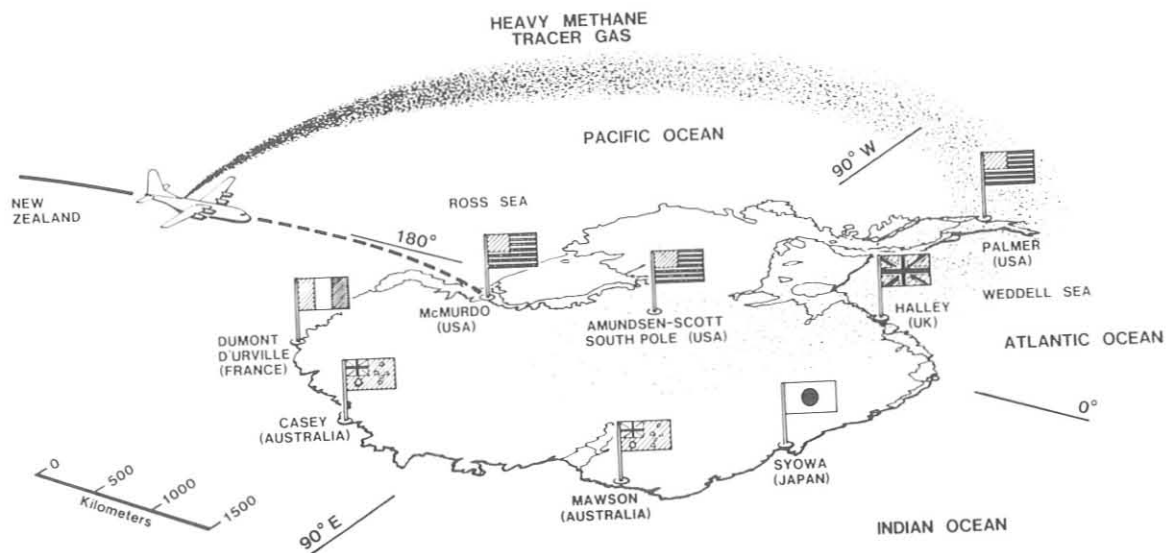 HEAVY METHANE
TRACER GAS
PACIFIC OCEAN
90° W
NEW
ZEALAND
ROSS SEA
180°
PALMER
(USA)
McMURDO
(USA)
AMUNDSEN-SCOTT
SOUTH POLE (USA)
HALLEY
(UK)
WEDDELL SEA
DUMONT
D'URVILLE
(FRANCE)
ATLANTIC OCEAN
CASEY
(AUSTRALIA)
0°
SYOWA
(JAPAN)
MAWSON
(AUSTRALIA)
0
500
1000
1500
Kilometers
90° E
INDIAN OCEAN